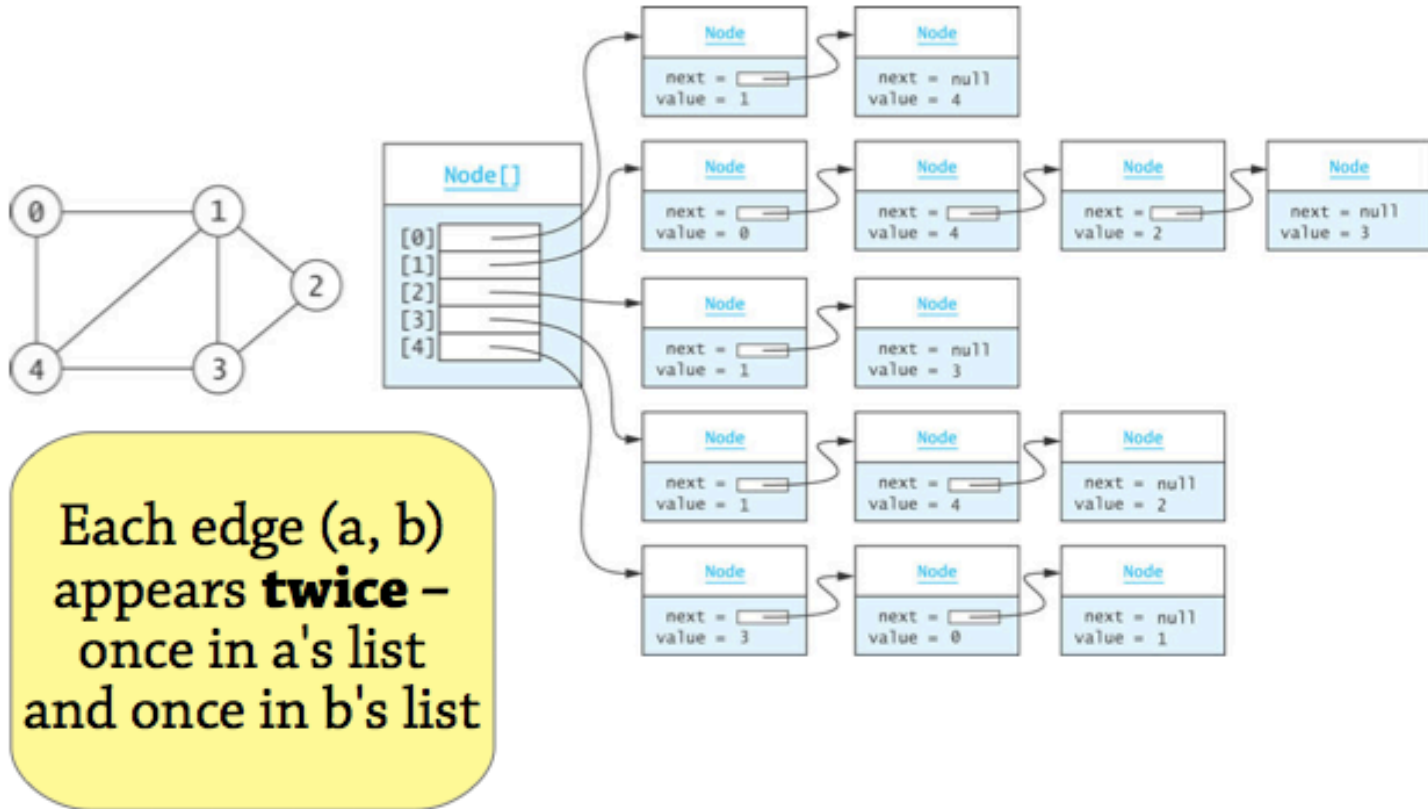 0
1
2
4
3
Node[]
[0]
[1]
[2]
[3]
[4]
Node
next =
value = 1
Node
next = null
value = 4
Node
next =
value = 0
Node
next =
value = 4
Node
next =
value = 2
Node
next = null
value = 3
Node
next =
value = 1
Node
next = null
value = 3
Node
next =
value = 1
Node
next =
value = 4
Node
next = null
value = 2
Node
next =
value = 3
Node
next =
value = 0
Node
next = null
value = 1
Each edge (a, b)
appears twice –
once in a's list
and once in b's list